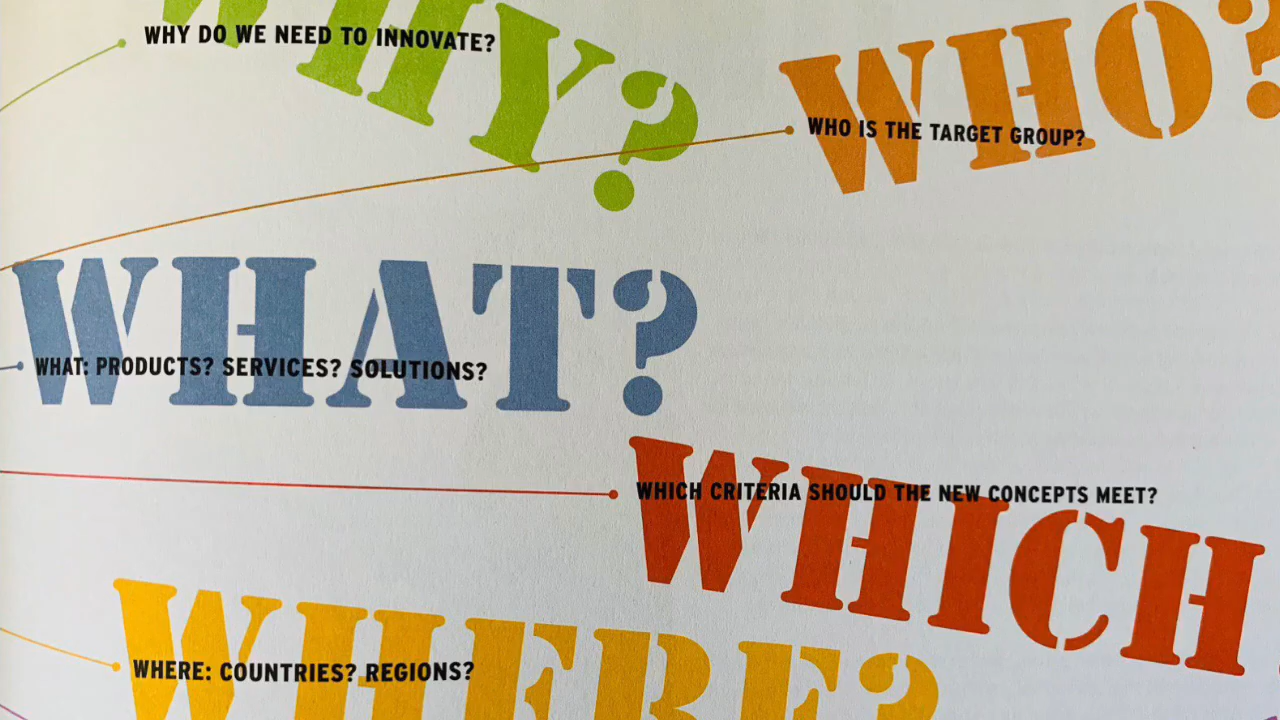 WHY?
WHY DO WE NEED TO INNOVATE?
WHO?
WHO IS THE TARGET GROUP?
WHAT?
WHAT: PRODUCTS? SERVICES? SOLUTIONS?
WHICH
WHICH CRITERIA SHOULD THE NEW CONCEPTS MEET?
WHERE?
WHERE: COUNTRIES? REGIONS?